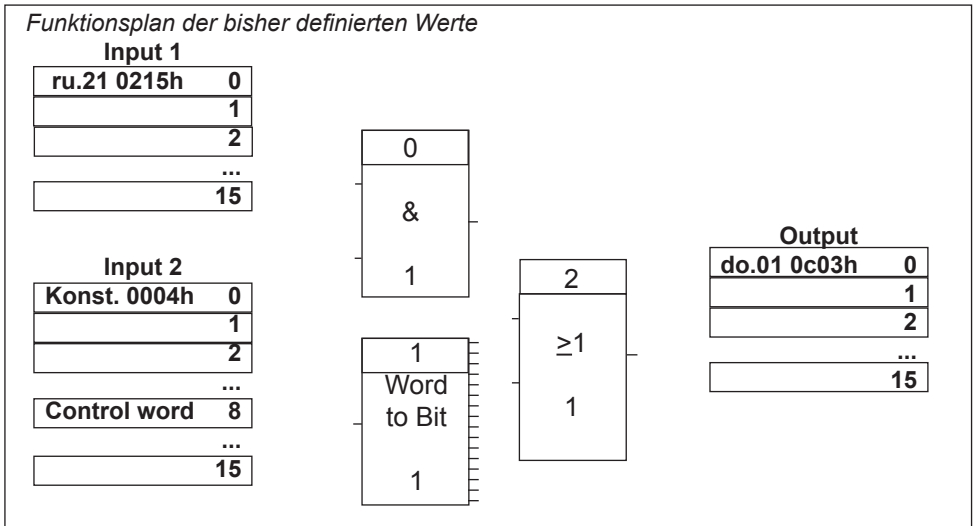 Funktionsplan der bisher definierten Werte
Input 1
ru.21 0215h 0
1
2
...
15
Input 2
Konst. 0004h 0
1
2
...
Control word 8
...
15
0
&
1
1
Word
to Bit
1
2
≥1
1
Output
do.01 0c03h 0
1
2
...
15